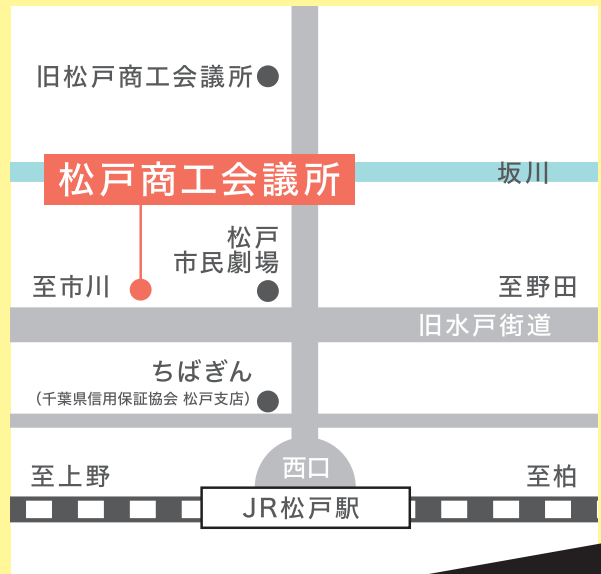 旧松戸商工会議所
松戸商工会議所
坂川
松戸
市民劇場
至市川
至野田
旧水戸街道
ちばぎん
（千葉県信用保証協会 松戸支店）
西口
至上野
至柏
JR松戸駅